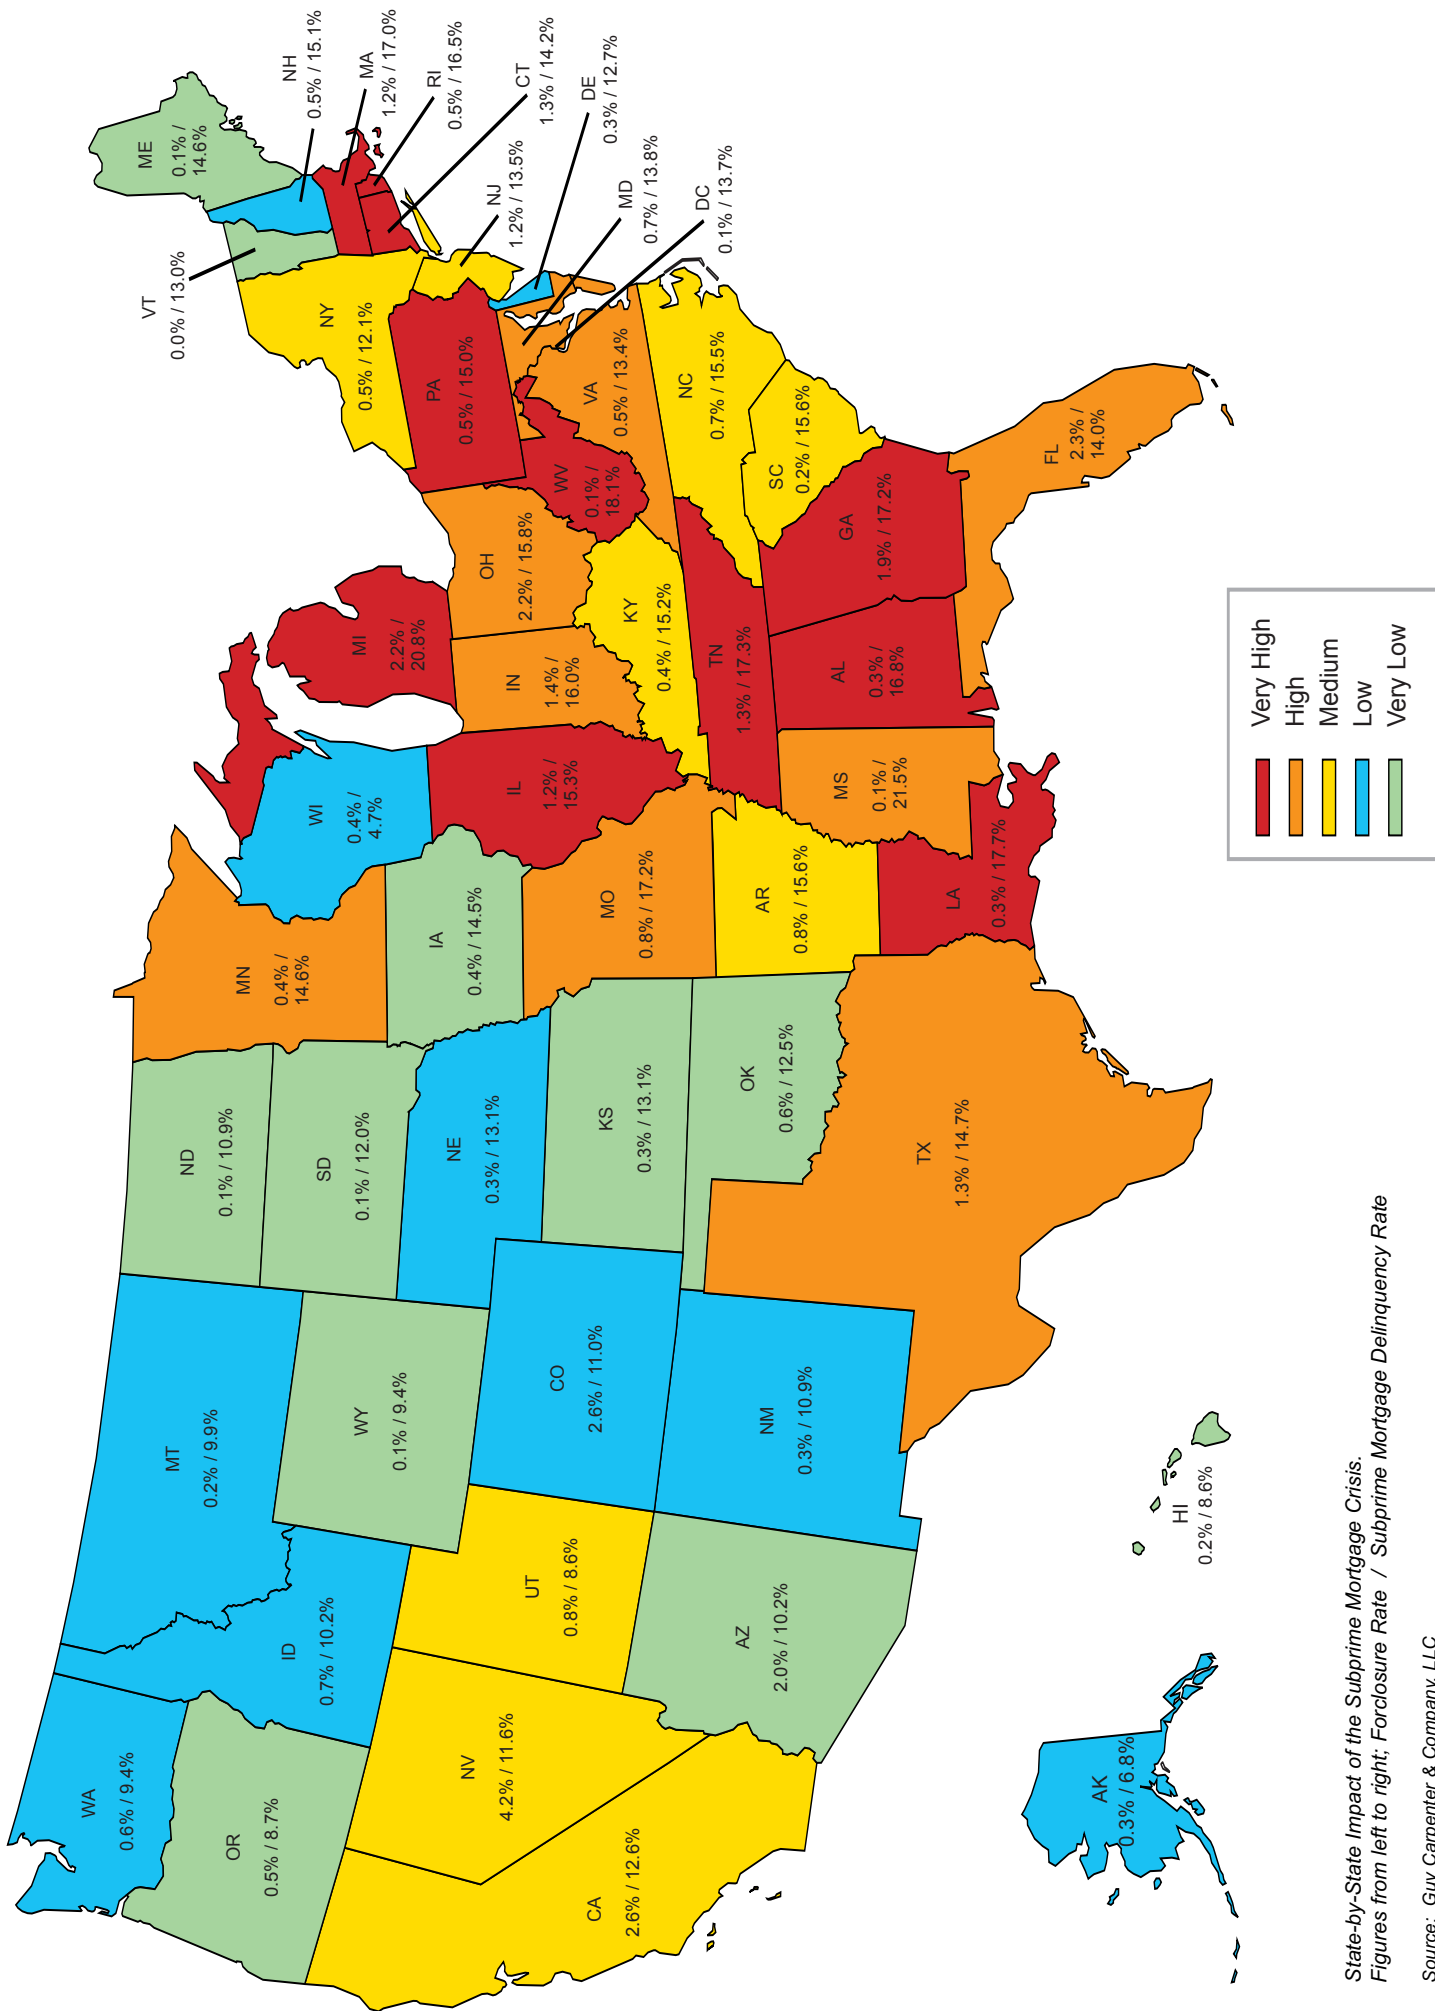 WA
0.6% / 9.4%
OR
0.5% / 8.7%
CA
2.6% / 12.6%
NV
4.2% / 11.6%
ID
0.7% / 10.2%
MT
0.2% / 9.9%
WY
0.1% / 9.4%
UT
0.8% / 8.6%
AZ
2.0% / 10.2%
CO
2.6% / 11.0%
NM
0.3% / 10.9%
ND
0.1% / 10.9%
SD
0.1% / 12.0%
NE
0.3% / 13.1%
KS
0.3% / 13.1%
OK
0.6% / 12.5%
TX
1.3% / 14.7%
MN
0.4% /
14.6%
IA
0.4% / 14.5%
MO
0.8% / 17.2%
AR
0.8% / 15.6%
LA
0.3% / 17.7%
WI
0.4% /
4.7%
IL
1.2% /
15.3%
MS
0.1% /
21.5%
MI
2.2% /
20.8%
IN
1.4% /
16.0%
KY
0.4% / 15.2%
TN
1.3% / 17.3%
AL
0.3% /
16.8%
OH
2.2% / 15.8%
WV
0.1% /
18.1%
GA
1.9% / 17.2%
FL
2.3% /
14.0%
SC
0.2% / 15.6%
NC
0.7% / 15.5%
VA
0.5% / 13.4%
PA
0.5% / 15.0%
NY
0.5% / 12.1%
VT
0.0% / 13.0%
ME
0.1% /
14.6%
NH
0.5% / 15.1%
MA
1.2% / 17.0%
RI
0.5% / 16.5%
CT
1.3% / 14.2%
NJ
1.2% / 13.5%
DE
0.3% / 12.7%
MD
0.7% / 13.8%
DC
0.1% / 13.7%
AK
0.3% / 6.8%
HI
0.2% / 8.6%
Very High
High
Medium
Low
Very Low
State-by-State Impact of the Subprime Mortgage Crisis.
Figures from left to right; Forclosure Rate / Subprime Mortgage Delinquency Rate
Source: Guy Carpenter & Company, LLC